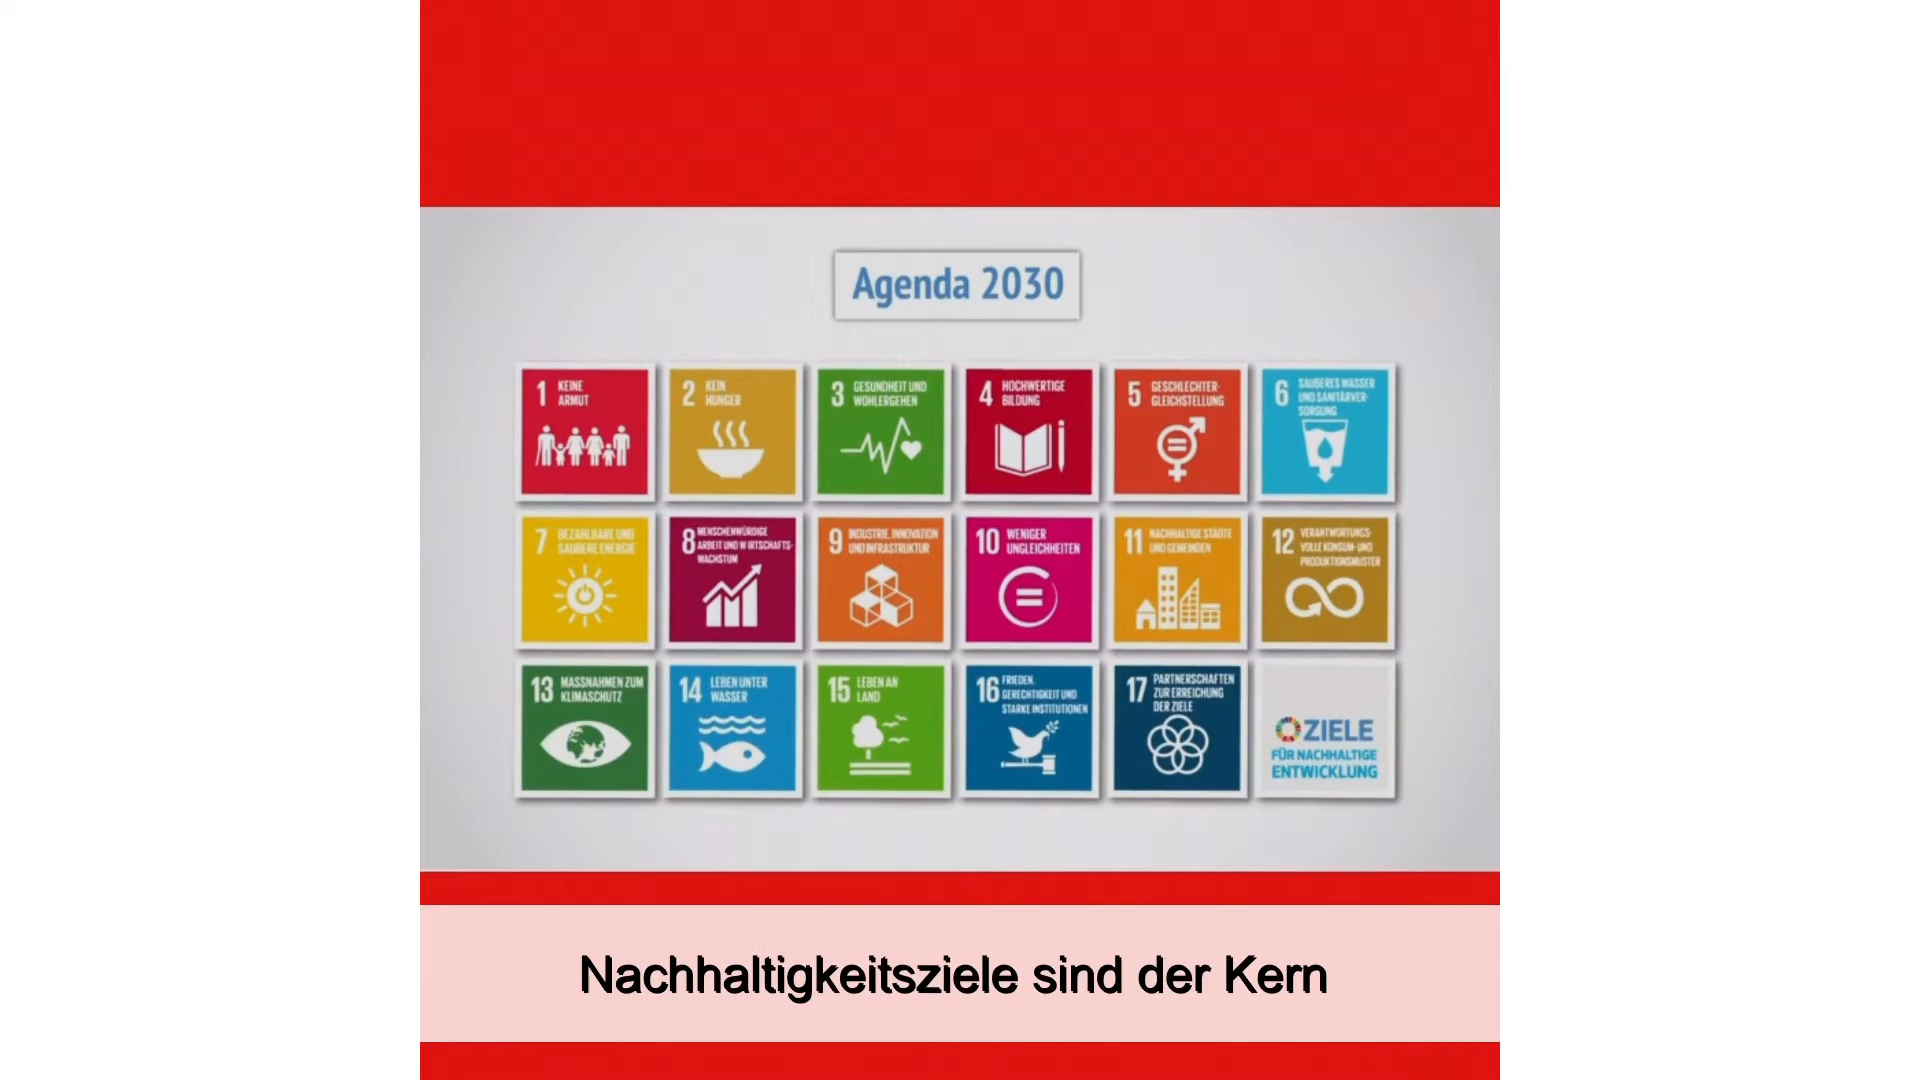 Agenda 2030
1 KEINE
ARMUT
2 KEIN
HUNGER
3 GESUNDHEIT UND
WOHLERGEHEN
4 HOCHWERTIGE
BILDUNG
5 GESCHLECHTER-
GLEICHSTELLUNG
6 SAUBERES WASSER
UND SANITÄRVER-
SORGUNG
7 BEZAHLBARE UND
SAUBERE ENERGIE
8 MENSCHENWÜRDIGE
ARBEIT UND WIRTSCHAFTS-
WACHSTUM
9 INDUSTRIE, INNOVATION
UND INFRASTRUKTUR
10 WENIGER
UNGLEICHHEITEN
11 NACHHALTIGE STÄDTE
UND GEMEINDEN
12 VERANTWORTUNGS-
VOLLE KONSUM- UND
PRODUKTIONSMUSTER
13 MASSNAHMEN ZUM
KLIMASCHUTZ
14 LEBEN UNTER
WASSER
15 LEBEN AN
LAND
16 FRIEDEN,
GERECHTIGKEIT UND
STARKE INSTITUTIONEN
17 PARTNERSCHAFTEN
ZUR ERREICHUNG
DER ZIELE
ZIELE
FÜR NACHHALTIGE
ENTWICKLUNG
Nachhaltigkeitsziele sind der Kern